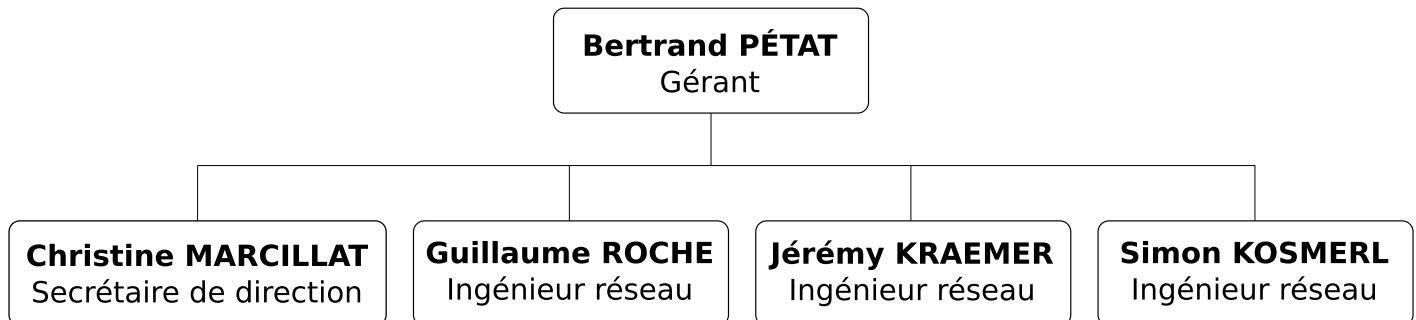 Bertrand PÉTAT
Gérant
Christine MARCILLAT
Secrétaire de direction
Guillaume ROCHE
Ingénieur réseau
Jérémy KRAEMER
Ingénieur réseau
Simon KOSMERL
Ingénieur réseau